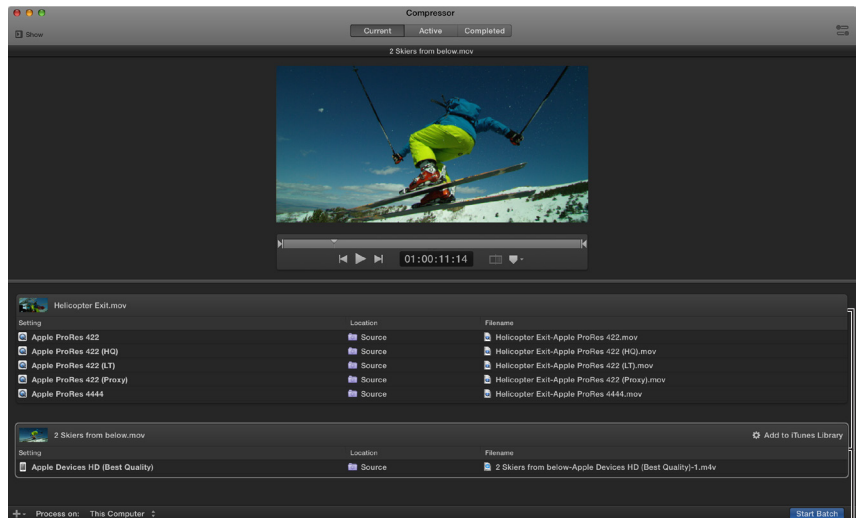 Compressor
Show
Current Active Completed
2 Skiers from below.mov
01:00:11:14
Helicopter Exit.mov
Setting Location Filename
Apple ProRes 422 Source Helicopter Exit-Apple ProRes 422.mov
Apple ProRes 422 (HQ) Source Helicopter Exit-Apple ProRes 422 (HQ).mov
Apple ProRes 422 (LT) Source Helicopter Exit-Apple ProRes 422 (LT).mov
Apple ProRes 422 (Proxy) Source Helicopter Exit-Apple ProRes 422 (Proxy).mov
Apple ProRes 4444 Source Helicopter Exit-Apple ProRes 4444.mov
2 Skiers from below.mov Add to iTunes Library
Setting Location Filename
Apple Devices HD (Best Quality) Source 2 Skiers from below-Apple Devices HD (Best Quality)-1.m4v
Process on: This Computer Start Batch